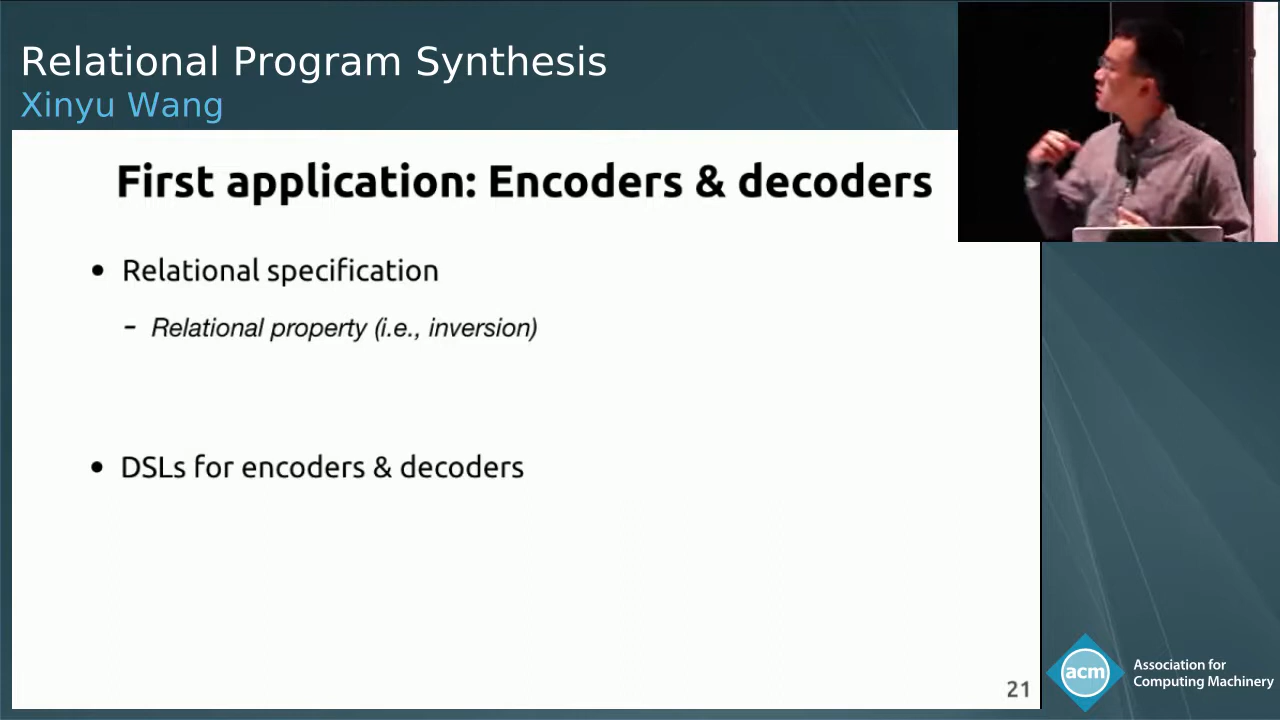 Relational Program Synthesis
Xinyu Wang
First application: Encoders & decoders
• Relational specification
- Relational property (i.e., inversion)
• DSLs for encoders & decoders
21
acm
Association for
Computing Machinery